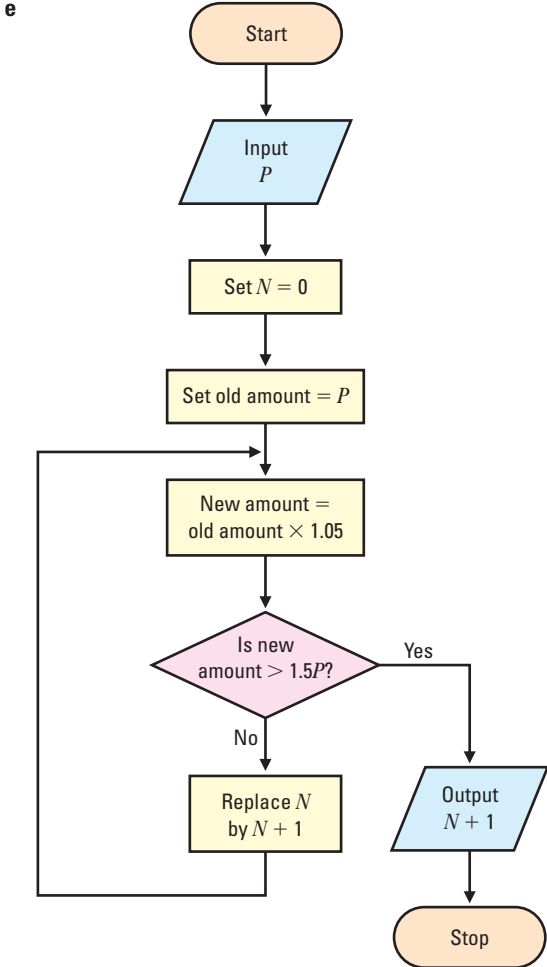 e
Start
Input
P
Set N = 0
Set old amount = P
New amount =
old amount × 1.05
Is new
amount > 1.5P?
Yes
No
Replace N
by N + 1
Output
N + 1
Stop